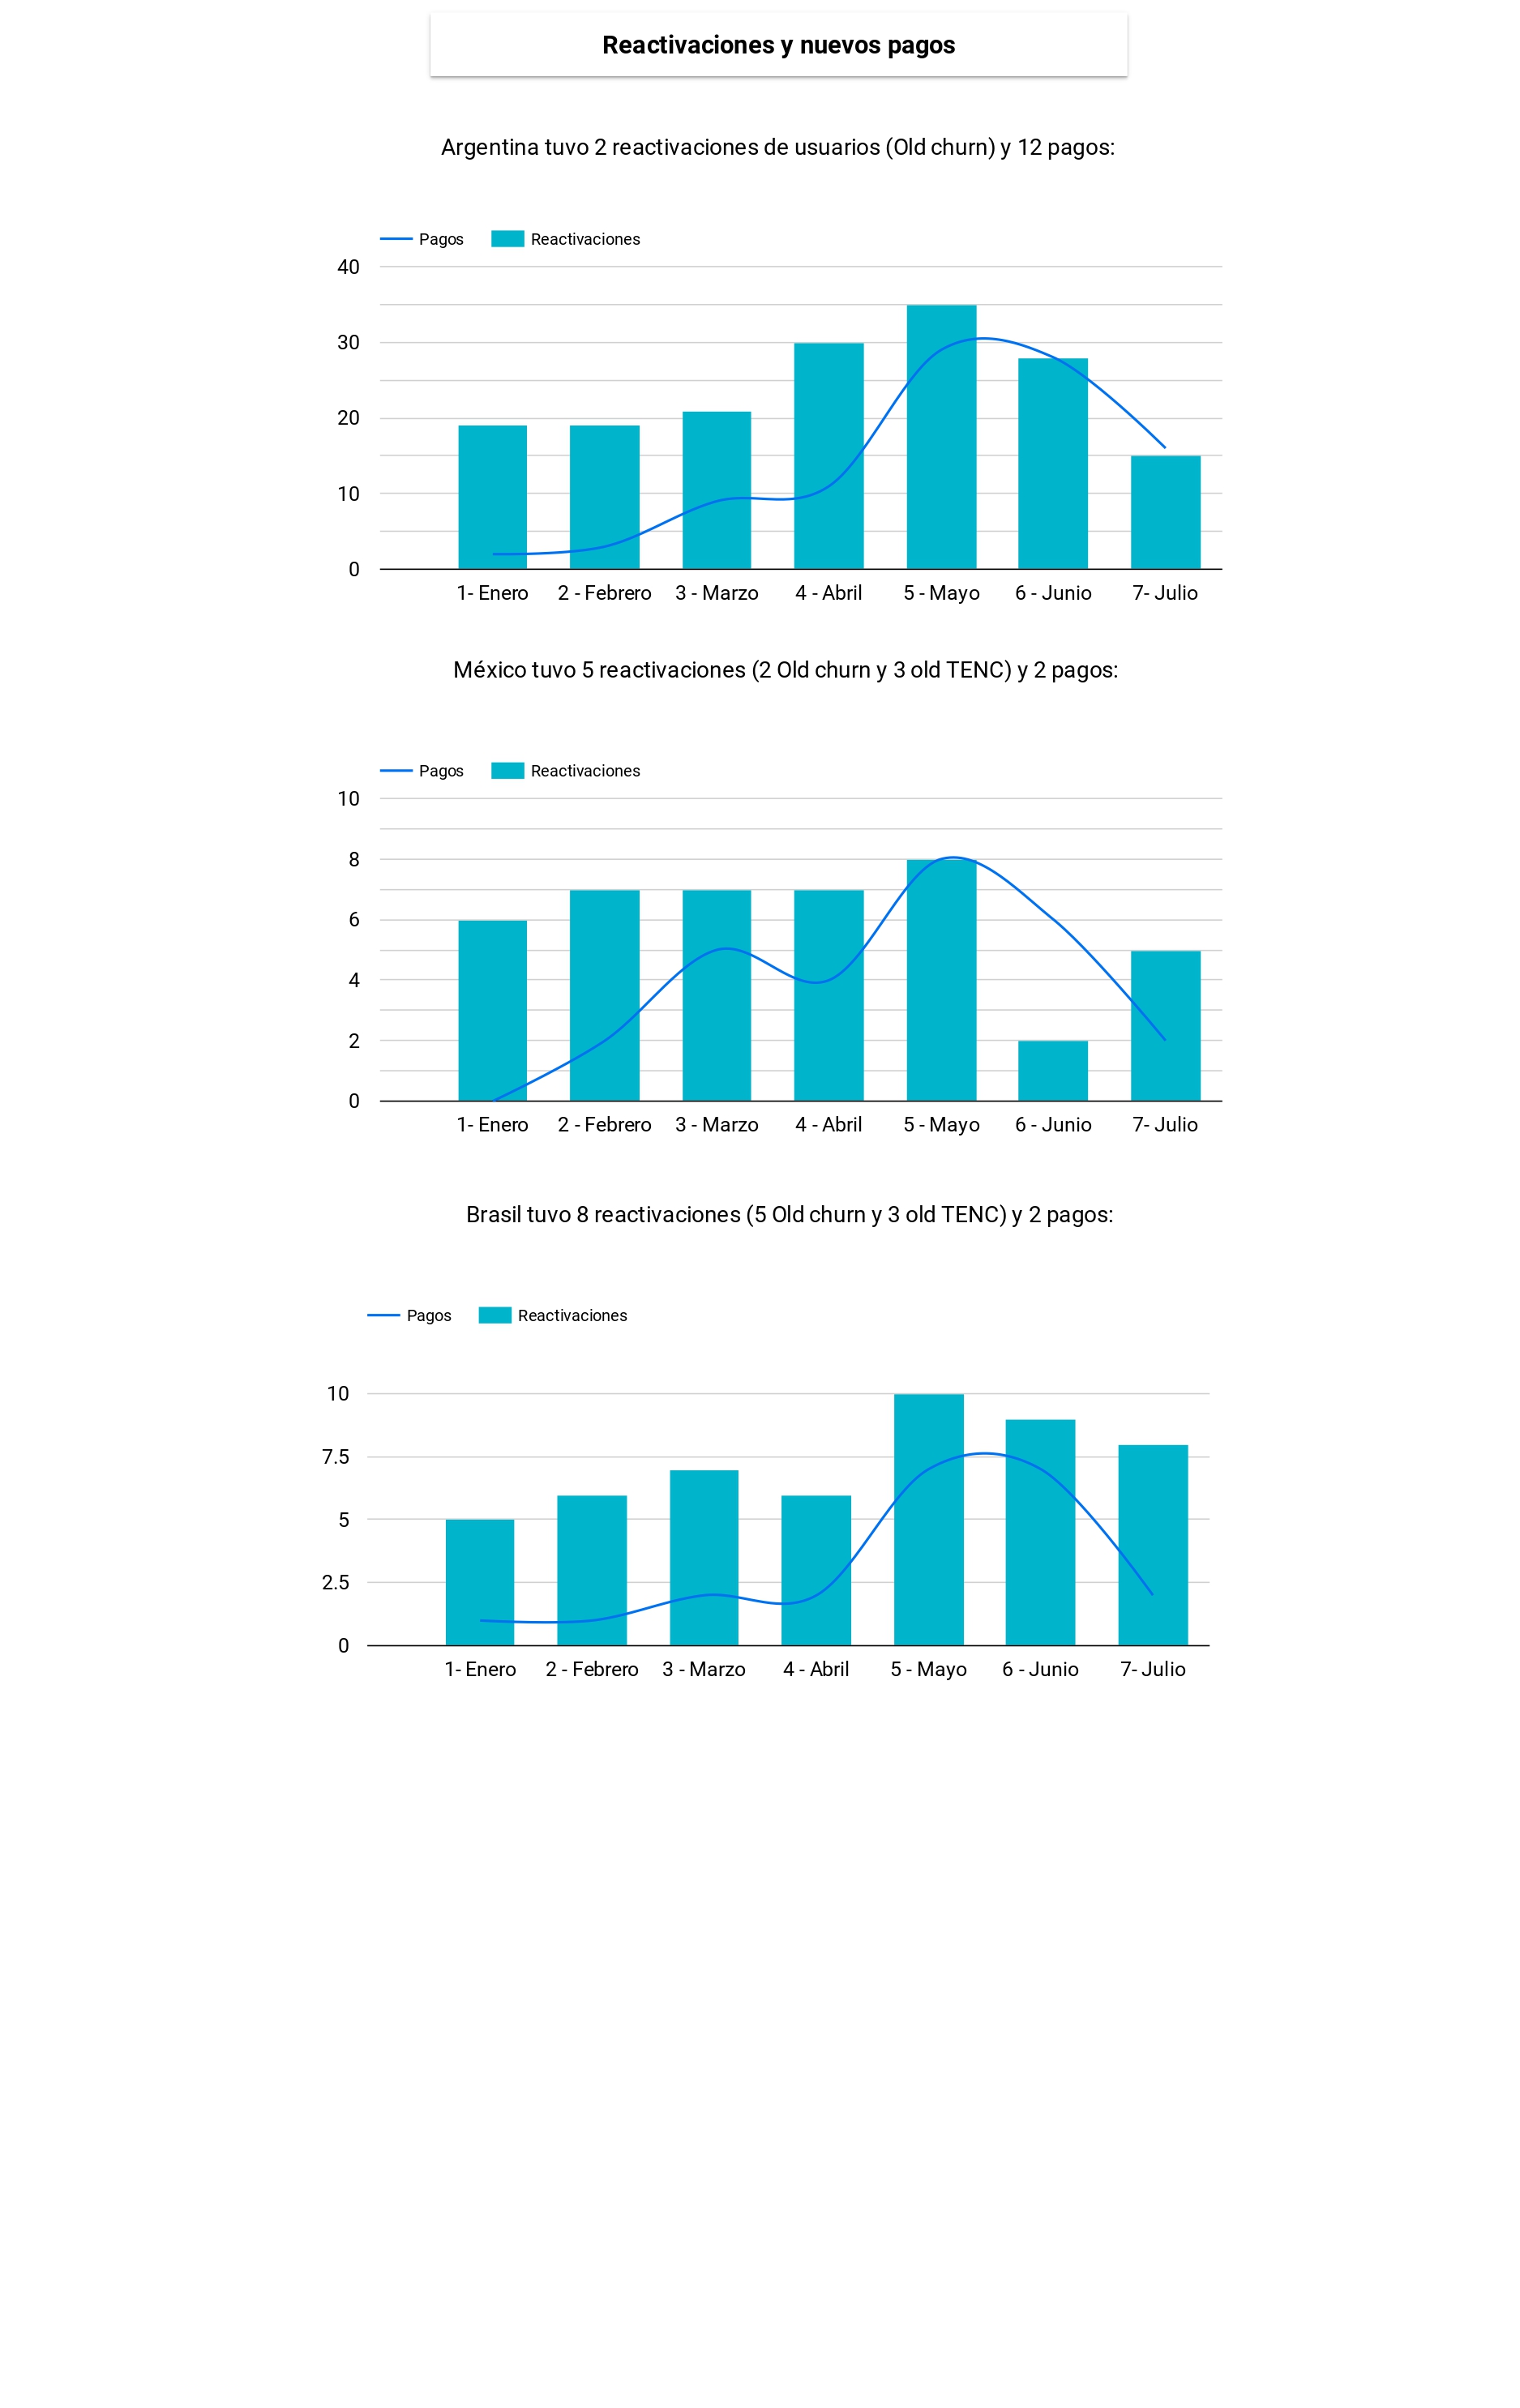 Reactivaciones y nuevos pagos
Argentina tuvo 2 reactivaciones de usuarios (Old churn) y 12 pagos:
Pagos Reactivaciones
40
30
20
10
0
1- Enero 2 - Febrero 3 - Marzo 4 - Abril 5 - Mayo 6 - Junio 7- Julio
México tuvo 5 reactivaciones (2 Old churn y 3 old TENC) y 2 pagos:
Pagos Reactivaciones
10
8
6
4
2
0
1- Enero 2 - Febrero 3 - Marzo 4 - Abril 5 - Mayo 6 - Junio 7- Julio
Brasil tuvo 8 reactivaciones (5 Old churn y 3 old TENC) y 2 pagos:
Pagos Reactivaciones
10
7.5
5
2.5
0
1- Enero 2 - Febrero 3 - Marzo 4 - Abril 5 - Mayo 6 - Junio 7- Julio